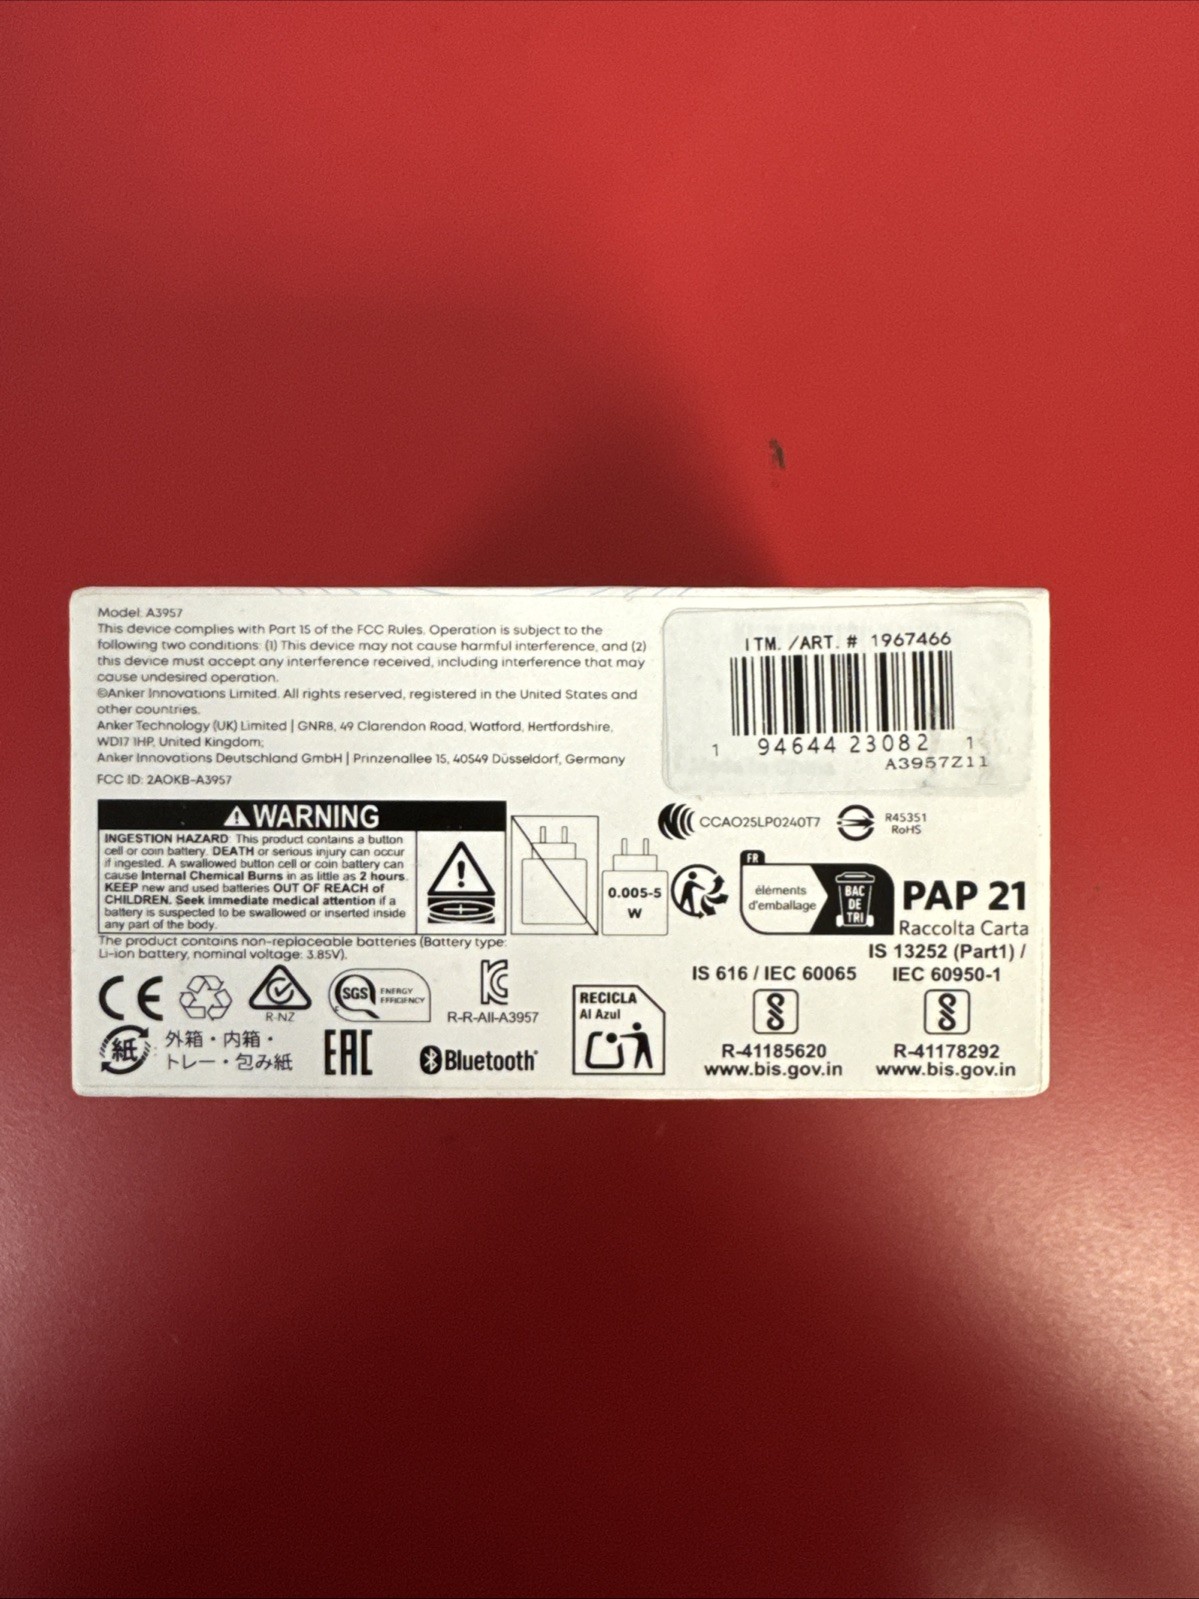 Model: A3957
This device complies with Part 15 of the FCC Rules. Operation is subject to the
following two conditions: (1) This device may not cause harmful interference, and (2)
this device must accept any interference received, including interference that may
cause undesired operation.
©Anker Innovations Limited. All rights reserved, registered in the United States and
other countries.
Anker Technology (UK) Limited | GNR8, 49 Clarendon Road, Watford, Hertfordshire,
WD17 1HP, United Kingdom;
Anker Innovations Deutschland GmbH | Prinzenallee 15, 40549 Düsseldorf, Germany
FCC ID: 2AOKB-A3957
ITM. /ART. # 1967466
1 94644 23082 1
A3957Z11
WARNING
INGESTION HAZARD: This product contains a button
cell or coin battery. DEATH or serious injury can occur
if ingested. A swallowed button cell or coin battery can
cause Internal Chemical Burns in as little as 2 hours.
KEEP new and used batteries OUT OF REACH of
CHILDREN. Seek immediate medical attention if a
battery is suspected to be swallowed or inserted inside
any part of the body.
The product contains non-replaceable batteries (Battery type:
Li-ion battery, nominal voltage: 3.85V).
0.005-5
W
CCAO25LP0240T7
R45351
RoHS
FR
éléments
d'emballage
BAC
DE
TRI
PAP 21
Raccolta Carta
IS 616 / IEC 60065
R-41185620
www.bis.gov.in
IS 13252 (Part1) /
IEC 60950-1
R-41178292
www.bis.gov.in
CE
R-NZ
SGS
ENERGY
EFFICIENCY
R-R-AII-A3957
紙
外箱・内箱・
トレー・包み紙
EAC
Bluetooth®
RECICLA
Al Azul